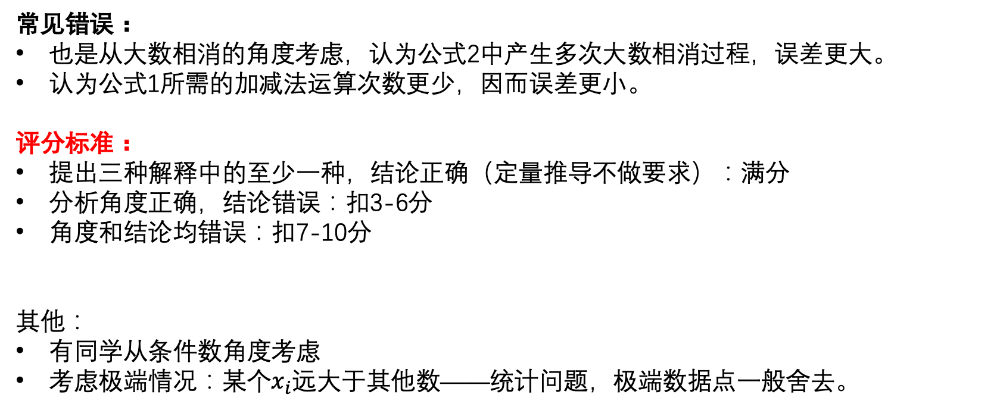 常见错误：
• 也是从大数相消的角度考虑，认为公式2中产生多次大数相消过程，误差更大。
• 认为公式1所需的加减法运算次数更少，因而误差更小。
评分标准：
• 提出三种解释中的至少一种，结论正确（定量推导不做要求）：满分
• 分析角度正确，结论错误：扣3-6分
• 角度和结论均错误：扣7-10分
其他：
• 有同学从条件数角度考虑
• 考虑极端情况：某个xᵢ远大于其他数——统计问题，极端数据点一般舍去。